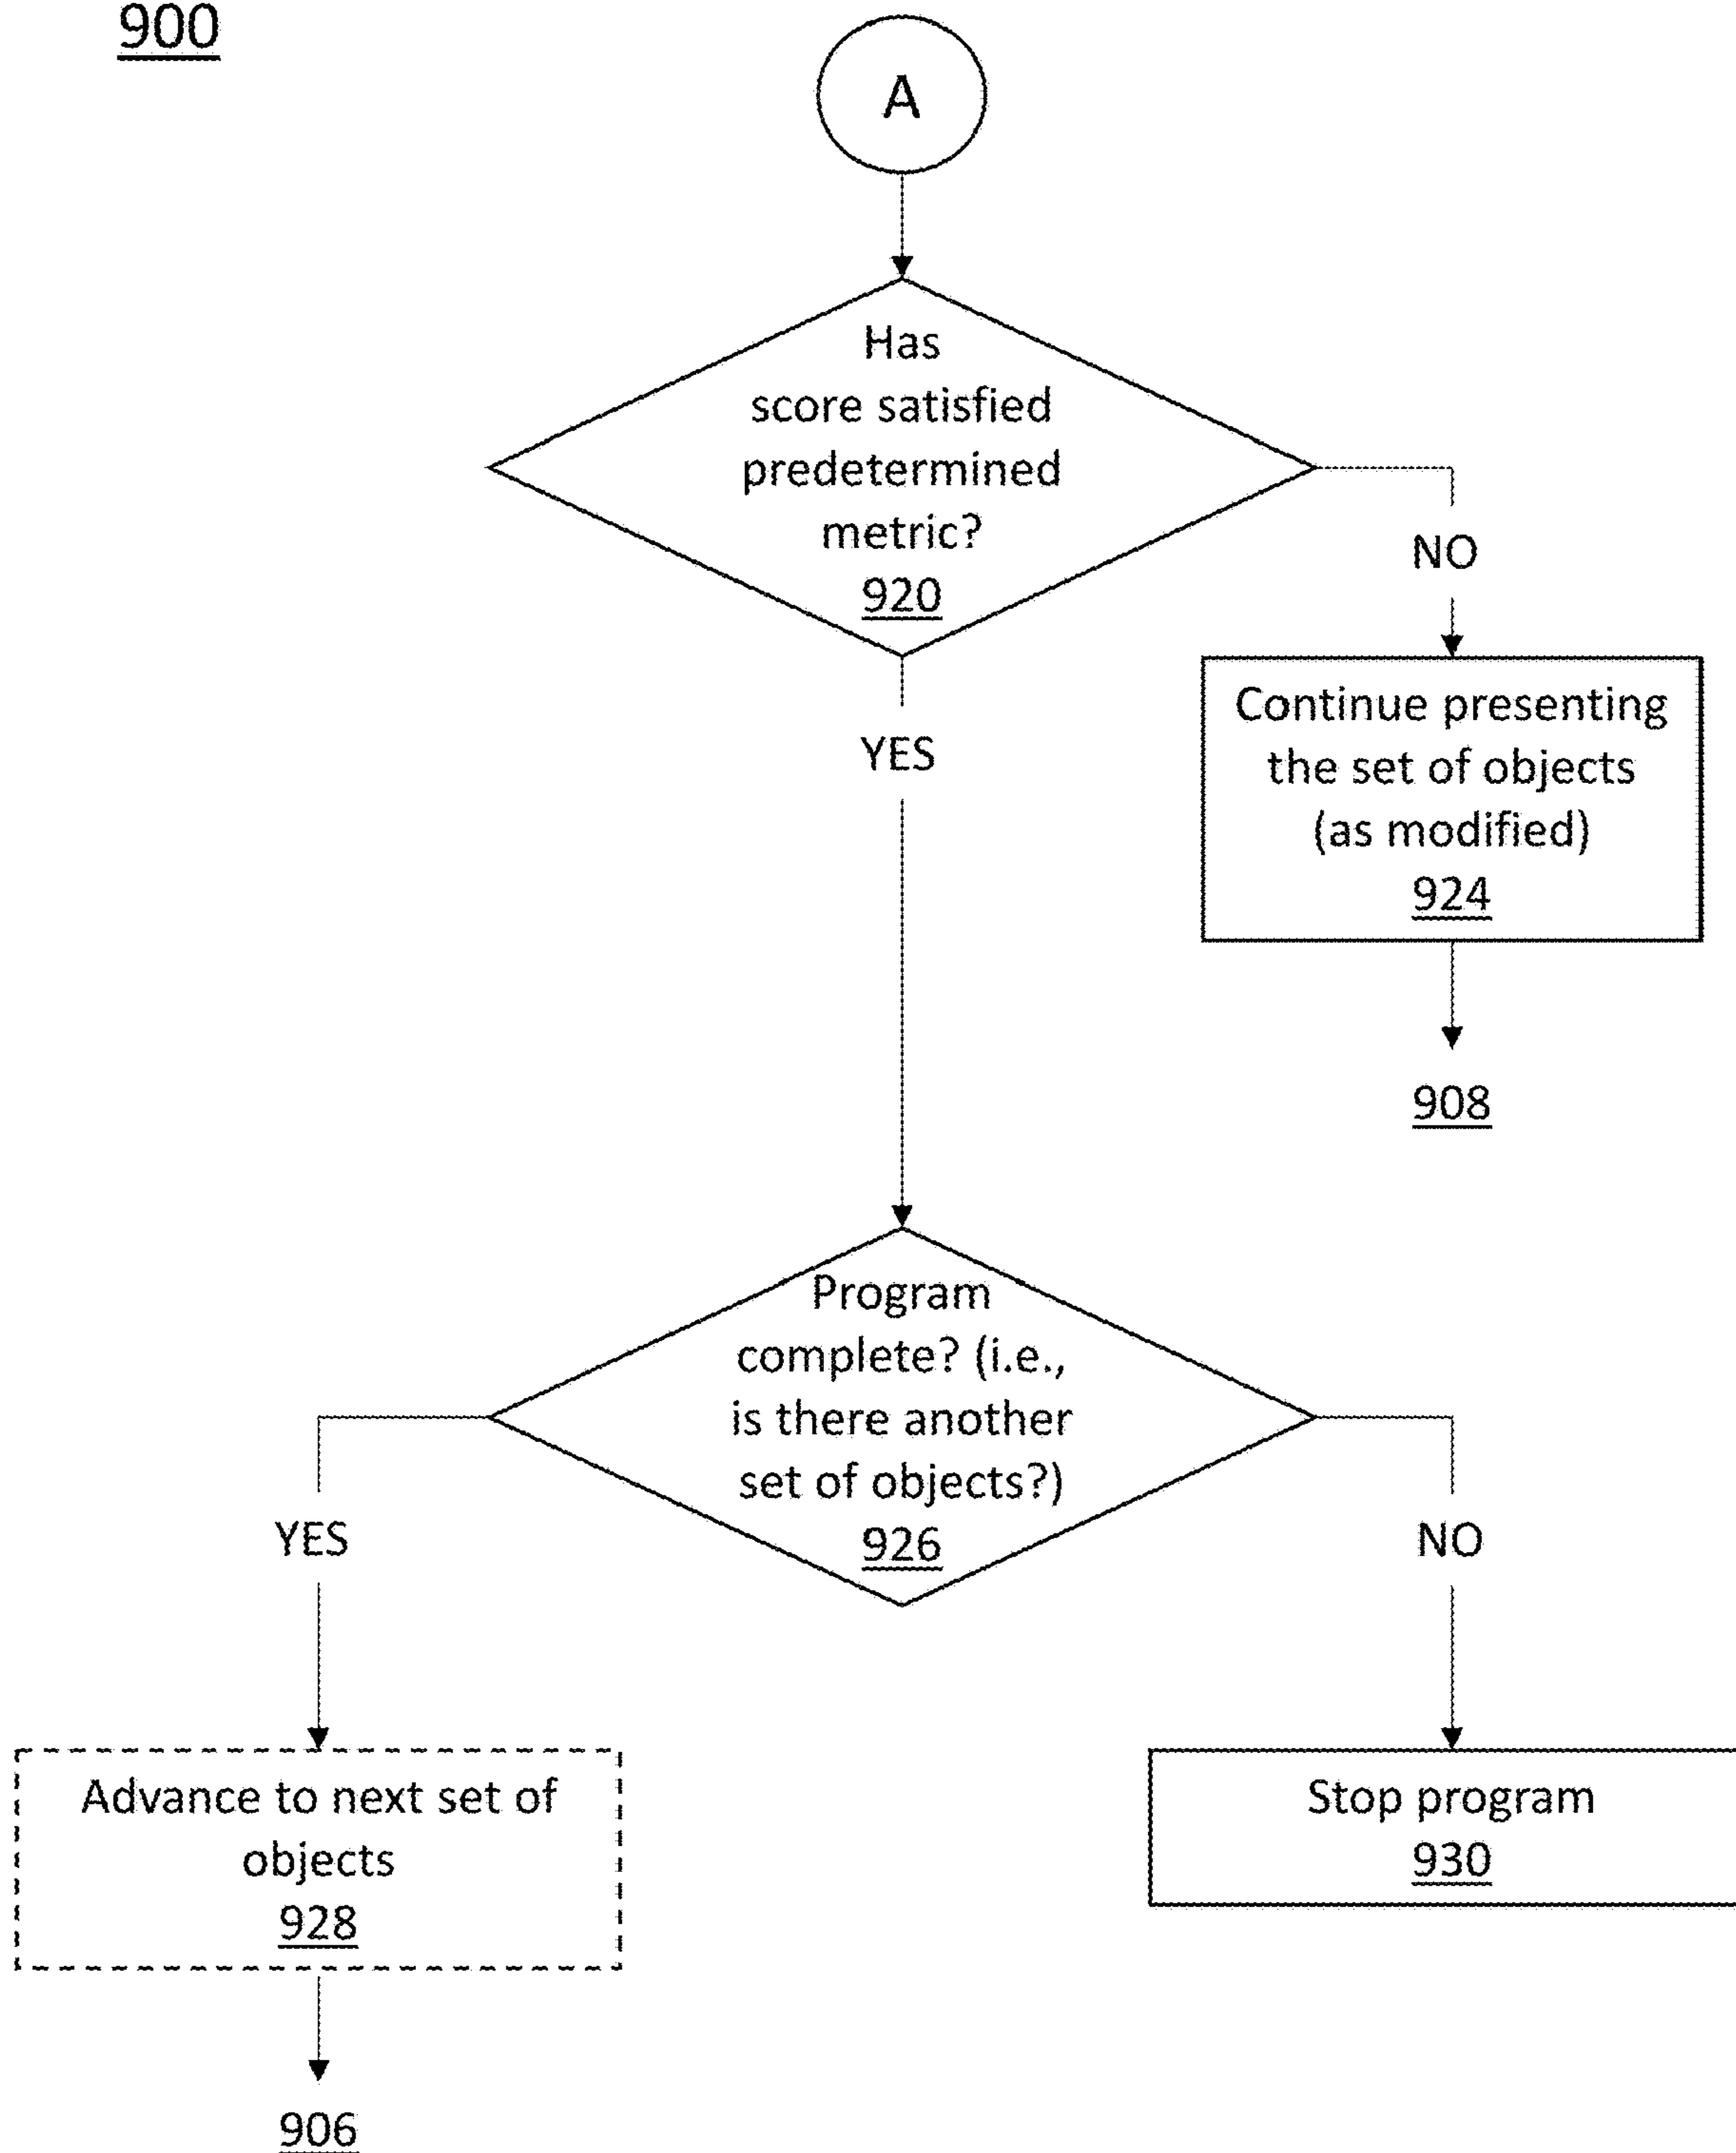 900
A
Has
score satisfied
predetermined
metric?
920
NO
YES
Continue presenting
the set of objects
(as modified)
924
908
Program
complete? (i.e.,
is there another
set of objects?)
926
YES
NO
Advance to next set of
objects
928
Stop program
930
906